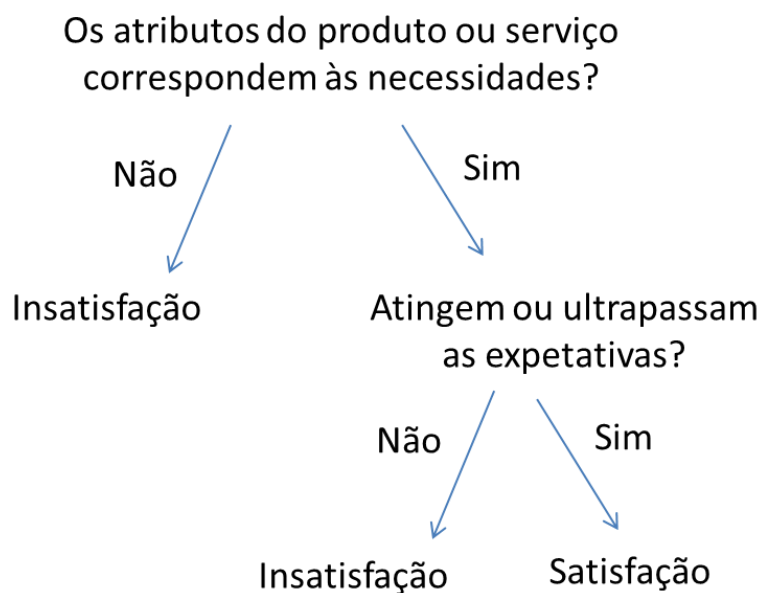 Os atributos do produto ou serviço
correspondem às necessidades?
Não
Sim
Insatisfação
Atingem ou ultrapassam
as expetativas?
Não
Sim
Insatisfação
Satisfação